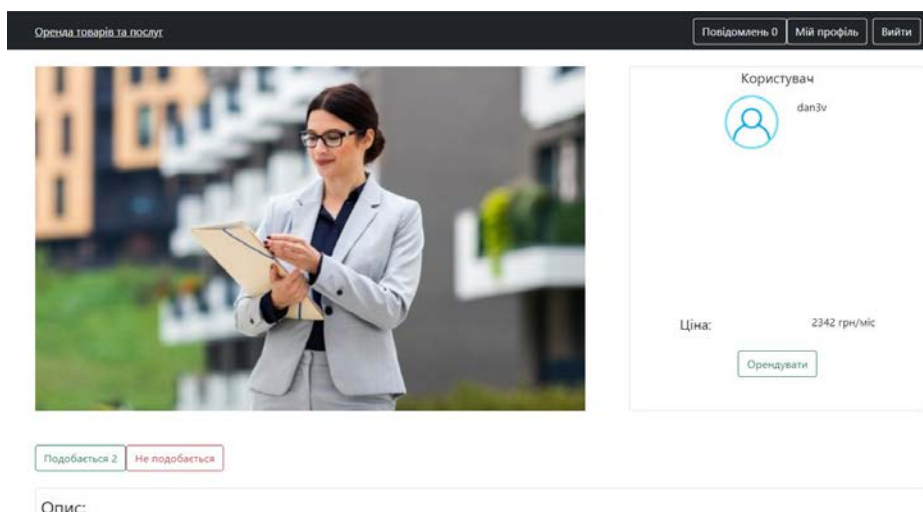 Оренда товарів та послуг
Повідомлень 0 Мій профіль Вийти
Користувач
dan3v
Ціна: 2342 грн/міс
Орендувати
Подобається 2 Не подобається
Опис: